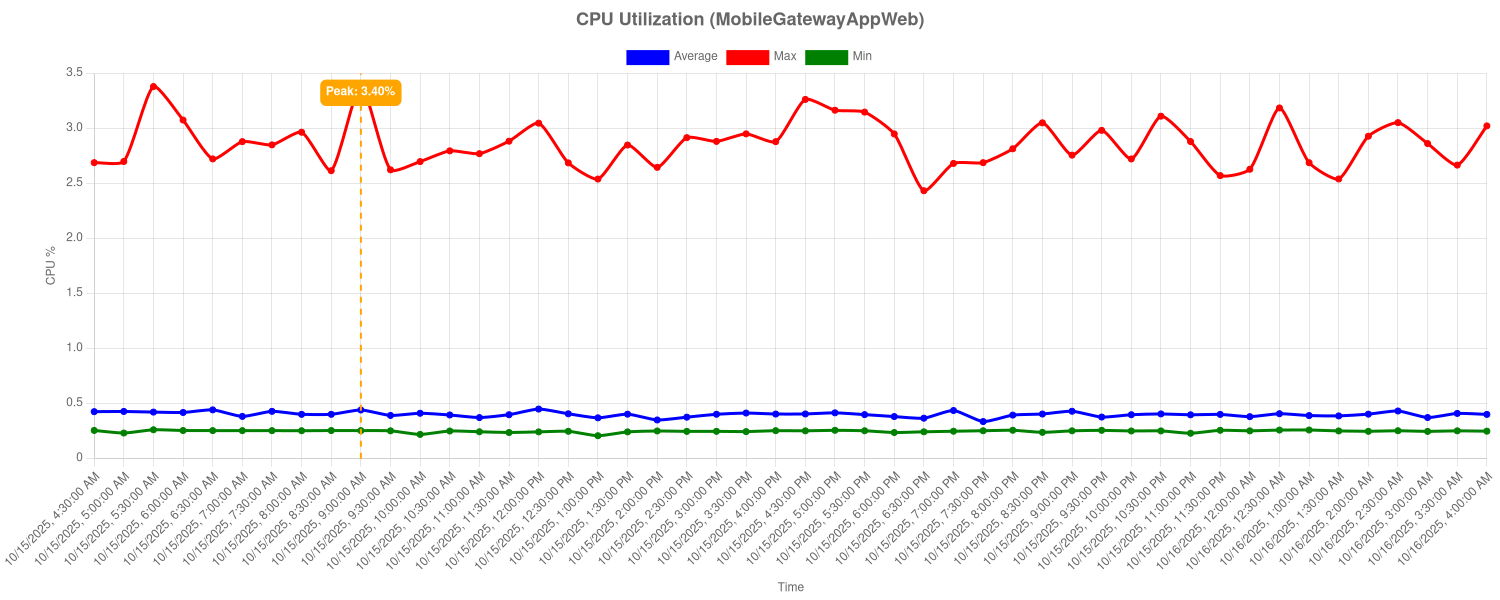 CPU Utilization (MobileGatewayAppWeb)
Average Max Min
Peak: 3.40%
3.5
3.0
2.5
2.0
1.5
1.0
0.5
0
CPU %
10/15/2025, 4:30:00 AM
10/15/2025, 5:00:00 AM
10/15/2025, 5:30:00 AM
10/15/2025, 6:00:00 AM
10/15/2025, 6:30:00 AM
10/15/2025, 7:00:00 AM
10/15/2025, 7:30:00 AM
10/15/2025, 8:00:00 AM
10/15/2025, 8:30:00 AM
10/15/2025, 9:00:00 AM
10/15/2025, 9:30:00 AM
10/15/2025, 10:00:00 AM
10/15/2025, 10:30:00 AM
10/15/2025, 11:00:00 AM
10/15/2025, 11:30:00 AM
10/15/2025, 12:00:00 PM
10/15/2025, 12:30:00 PM
10/15/2025, 1:00:00 PM
10/15/2025, 1:30:00 PM
10/15/2025, 2:00:00 PM
10/15/2025, 2:30:00 PM
10/15/2025, 3:00:00 PM
10/15/2025, 3:30:00 PM
10/15/2025, 4:00:00 PM
10/15/2025, 4:30:00 PM
10/15/2025, 5:00:00 PM
10/15/2025, 5:30:00 PM
10/15/2025, 6:00:00 PM
10/15/2025, 6:30:00 PM
10/15/2025, 7:00:00 PM
10/15/2025, 7:30:00 PM
10/15/2025, 8:00:00 PM
10/15/2025, 8:30:00 PM
10/15/2025, 9:00:00 PM
10/15/2025, 9:30:00 PM
10/15/2025, 10:00:00 PM
10/15/2025, 10:30:00 PM
10/15/2025, 11:00:00 PM
10/15/2025, 11:30:00 PM
10/16/2025, 12:00:00 AM
10/16/2025, 12:30:00 AM
10/16/2025, 1:00:00 AM
10/16/2025, 1:30:00 AM
10/16/2025, 2:00:00 AM
10/16/2025, 2:30:00 AM
10/16/2025, 3:00:00 AM
10/16/2025, 3:30:00 AM
10/16/2025, 4:00:00 AM
Time